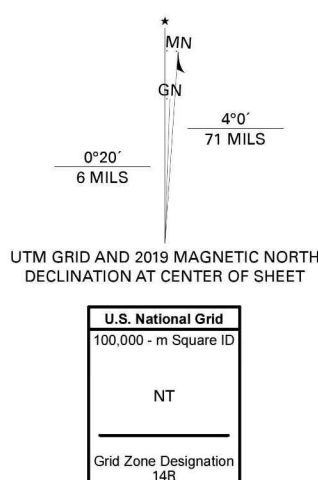 ★
MN
GN
4°0´
71 MILS
0°20´
6 MILS
UTM GRID AND 2019 MAGNETIC NORTH
DECLINATION AT CENTER OF SHEET
U.S. National Grid
100,000 - m Square ID
NT
Grid Zone Designation
14R